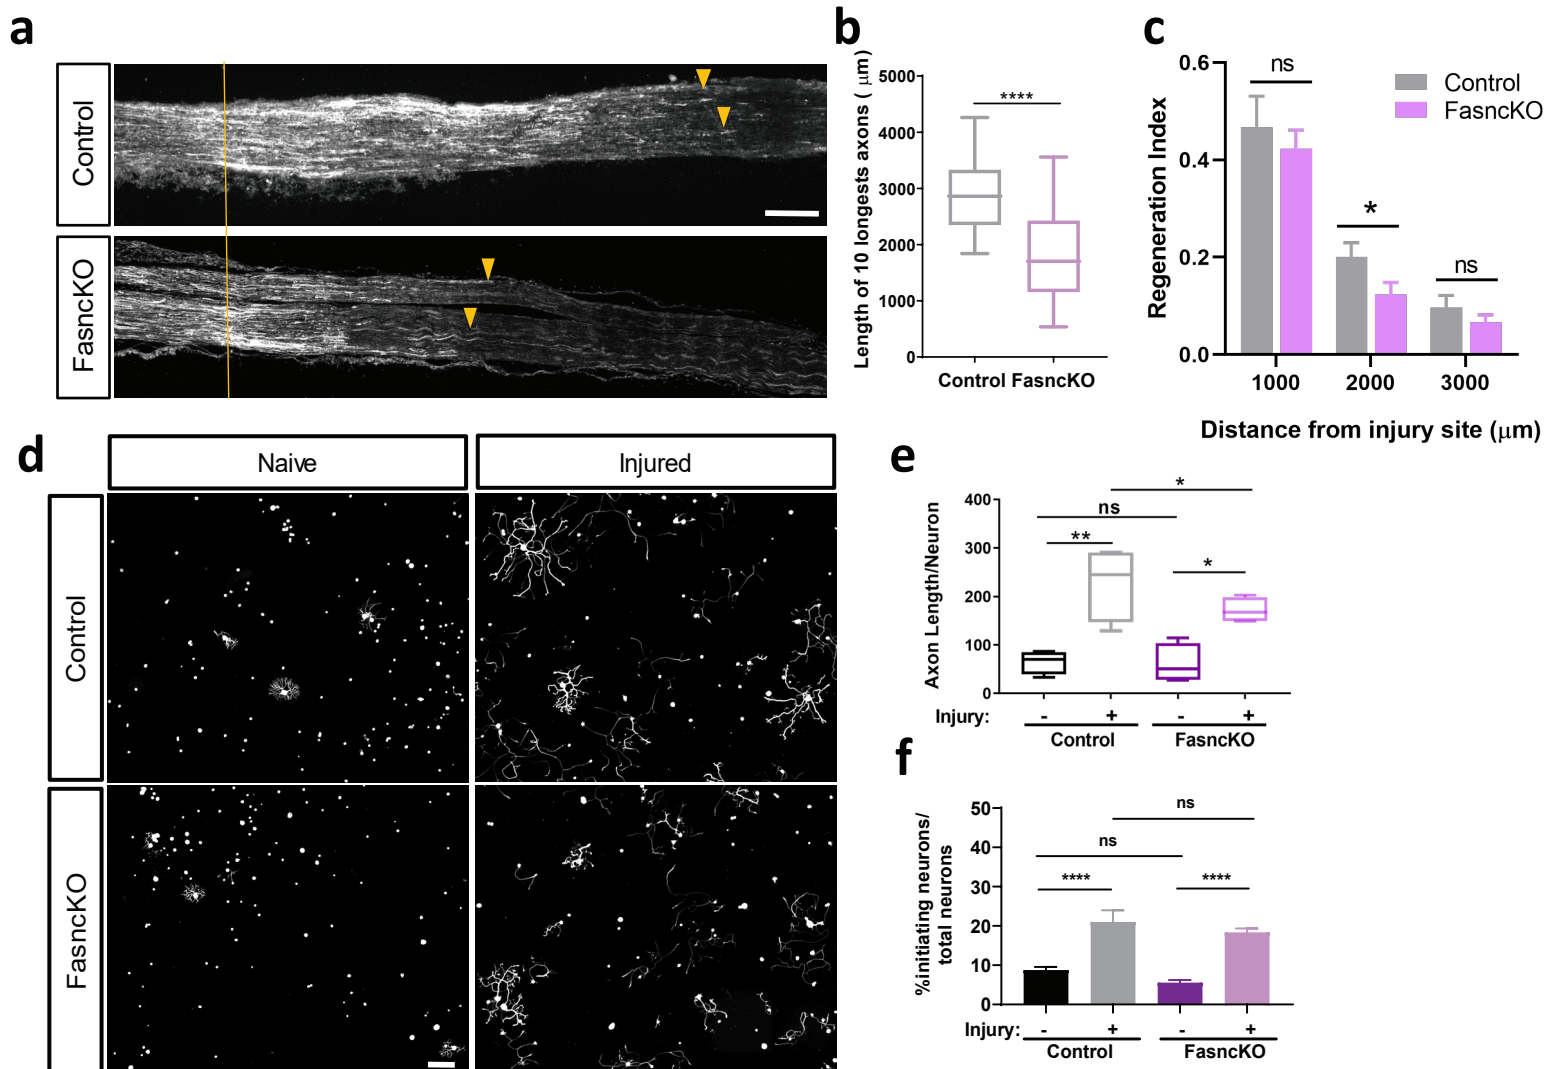 a
Control
FasncKO
b
Length of 10 longests axons ( μm)
5000
4000
3000
2000
1000
0
****
Control FasncKO
c
Regeneration Index
0.6
0.4
0.2
0.0
ns
*
ns
Control
FasncKO
1000 2000 3000
Distance from injury site (μm)
d
Naive Injured
Control
FasncKO
e
Axon Length/Neuron
400
300
200
100
0
*
ns
**
*
Injury: - + - +
Control FasncKO
f
%initiating neurons/
total neurons
50
40
30
20
10
0
ns
ns
**** ****
Injury: - + - +
Control FasncKO